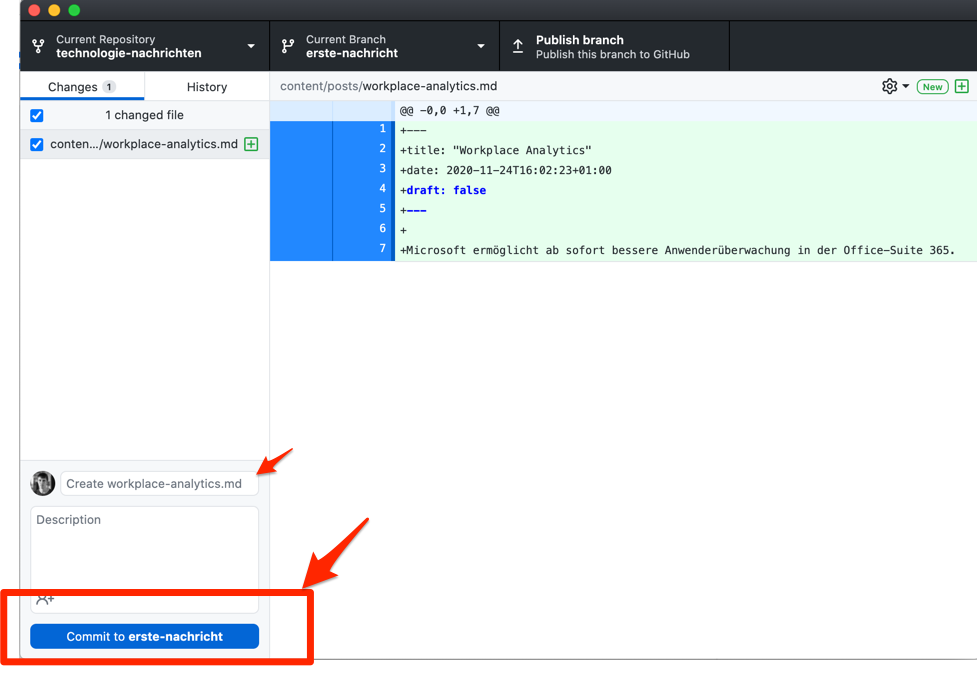 Current Repository
technologie-nachrichten
Current Branch
erste-nachricht
Publish branch
Publish this branch to GitHub
Changes 1
History
content/posts/workplace-analytics.md
New
1 changed file
conten.../workplace-analytics.md
@@ -0,0 +1,7 @@
1 +---
2 +title: "Workplace Analytics"
3 +date: 2020-11-24T16:02:23+01:00
4 +draft: false
5 +---
6 +
7 +Microsoft ermöglicht ab sofort bessere Anwenderüberwachung in der Office-Suite 365.
Create workplace-analytics.md
Description
Commit to erste-nachricht